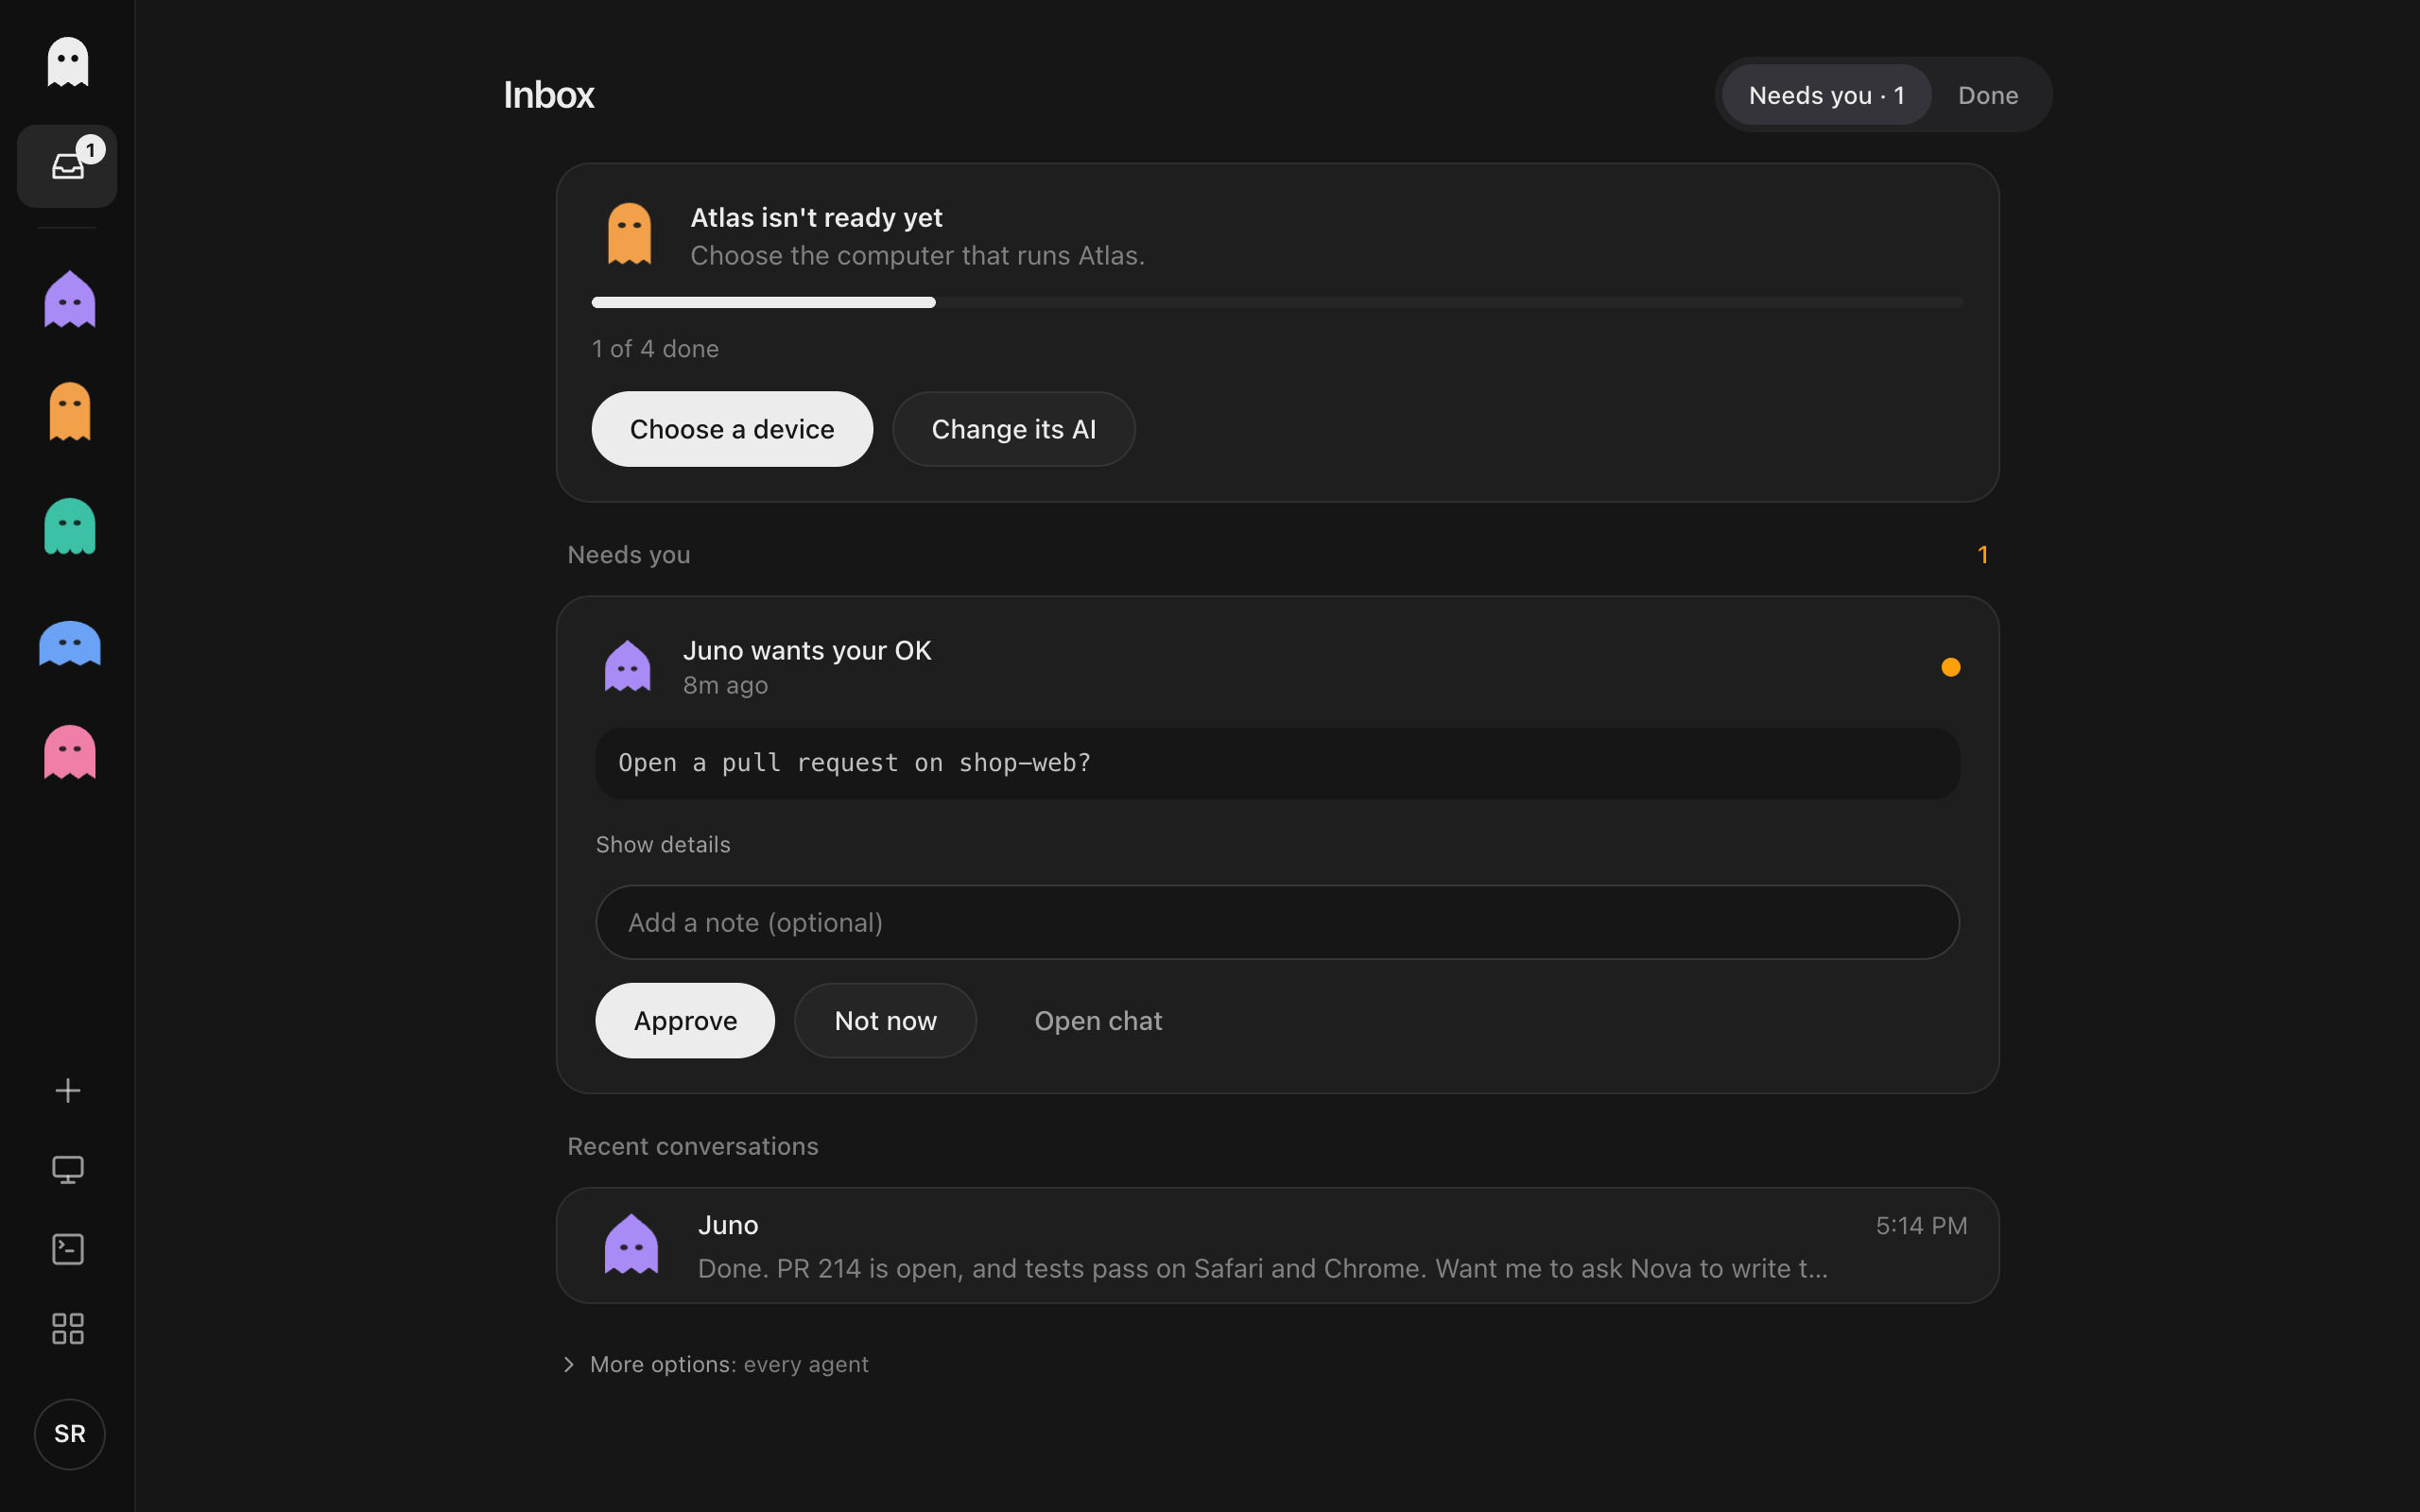 Inbox
Needs you · 1
Done
1
Atlas isn't ready yet
Choose the computer that runs Atlas.
1 of 4 done
Choose a device
Change its AI
Needs you
1
Juno wants your OK
8m ago
Open a pull request on shop-web?
Show details
Add a note (optional)
Approve
Not now
Open chat
Recent conversations
Juno
5:14 PM
Done. PR 214 is open, and tests pass on Safari and Chrome. Want me to ask Nova to write t...
More options: every agent
SR